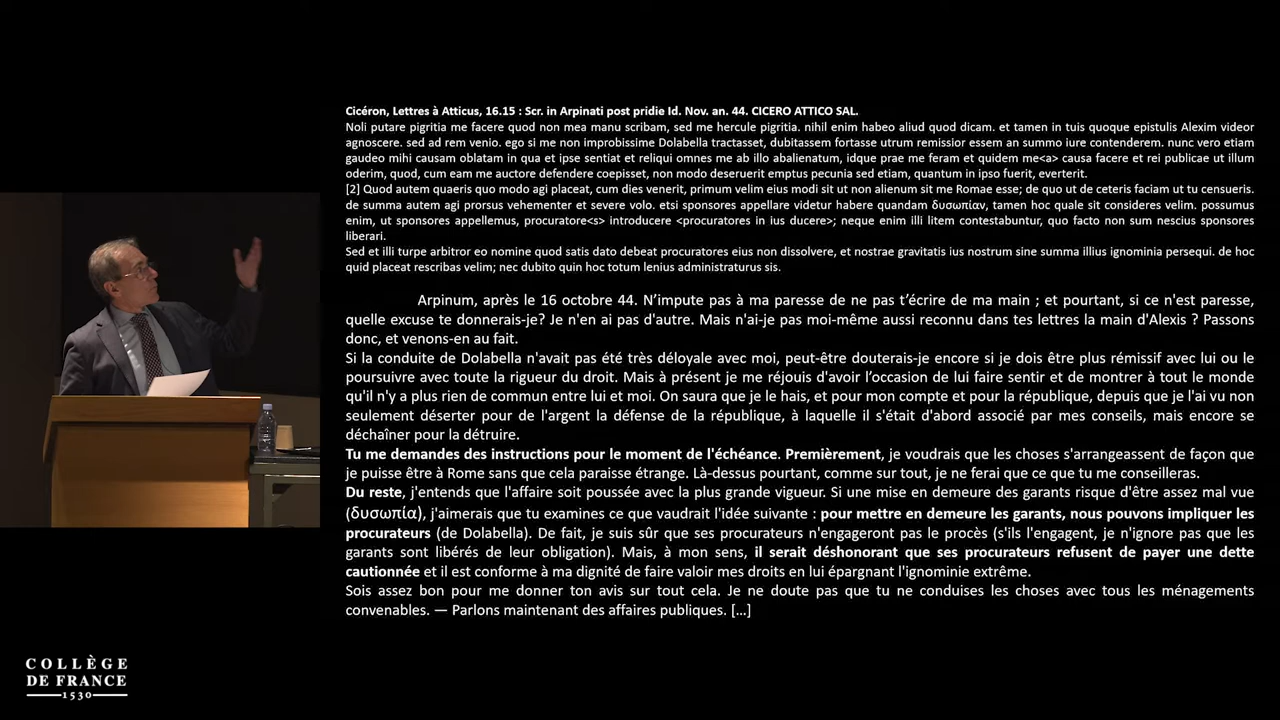 Cicéron, Lettres à Atticus, 16.15 : Scr. in Arpinati post pridie Id. Nov. an. 44. CICERO ATTICO SAL.
Noli putare pigritia me facere quod non mea manu scribam, sed me hercule pigritia. nihil enim habeo aliud quod dicam. et tamen in tuis quoque epistulis Alexim videor
agnoscere. sed ad rem venio. ego si me non improbissime Dolabella tractasset, dubitassem fortasse utrum remissior essem an summo iure contenderem. nunc vero etiam
gaudeo mihi causam oblatam in qua et ipse sentiat et reliqui omnes me ab illo abalienatum, idque prae me feram et quidem me<a> causa facere et rei publicae ut illum
oderim, quod, cum eam me auctore defendere coepisset, non modo deseruerit emptus pecunia sed etiam, quantum in ipso fuerit, everterit.
[2] Quod autem quaeris quo modo agi placeat, cum dies venerit, primum velim eius modi sit ut non alienum sit me Romae esse; de quo ut de ceteris faciam ut tu censueris.
de summa autem agi prorsus vehementer et severe volo. etsi sponsores appellare videtur habere quandam δυσωπίαν, tamen hoc quale sit consideres velim. possumus
enim, ut sponsores appellemus, procuratore<s> introducere <procuratores in ius ducere>; neque enim illi litem contestabuntur, quo facto non sum nescius sponsores
liberari.
Sed et illi turpe arbitror eo nomine quod satis dato debeat procuratores eius non dissolvere, et nostrae gravitatis ius nostrum sine summa illius ignominia persequi. de hoc
quid placeat rescribas velim; nec dubito quin hoc totum lenius administraturus sis.
Arpinum, après le 16 octobre 44. N’impute pas à ma paresse de ne pas t’écrire de ma main ; et pourtant, si ce n'est paresse,
quelle excuse te donnerais-je? Je n'en ai pas d'autre. Mais n'ai-je pas moi-même aussi reconnu dans tes lettres la main d'Alexis ? Passons
donc, et venons-en au fait.
Si la conduite de Dolabella n'avait pas été très déloyale avec moi, peut-être douterais-je encore si je dois être plus rémissif avec lui ou le
poursuivre avec toute la rigueur du droit. Mais à présent je me réjouis d'avoir l’occasion de lui faire sentir et de montrer à tout le monde
qu'il n'y a plus rien de commun entre lui et moi. On saura que je le hais, et pour mon compte et pour la république, depuis que je l'ai vu non
seulement déserter pour de l'argent la défense de la république, à laquelle il s'était d'abord associé par mes conseils, mais encore se
déchaîner pour la détruire.
Tu me demandes des instructions pour le moment de l'échéance. Premièrement, je voudrais que les choses s'arrangeassent de façon que
je puisse être à Rome sans que cela paraisse étrange. Là-dessus pourtant, comme sur tout, je ne ferai que ce que tu me conseilleras.
Du reste, j'entends que l'affaire soit poussée avec la plus grande vigueur. Si une mise en demeure des garants risque d'être assez mal vue
(δυσωπία), j'aimerais que tu examines ce que vaudrait l'idée suivante : pour mettre en demeure les garants, nous pouvons impliquer les
procurateurs (de Dolabella). De fait, je suis sûr que ses procurateurs n'engageront pas le procès (s'ils l'engagent, je n'ignore pas que les
garants sont libérés de leur obligation). Mais, à mon sens, il serait déshonorant que ses procurateurs refusent de payer une dette
cautionnée et il est conforme à ma dignité de faire valoir mes droits en lui épargnant l'ignominie extrême.
Sois assez bon pour me donner ton avis sur tout cela. Je ne doute pas que tu ne conduises les choses avec tous les ménagements
convenables. — Parlons maintenant des affaires publiques. […]
COLLÈGE
DE FRANCE
1530